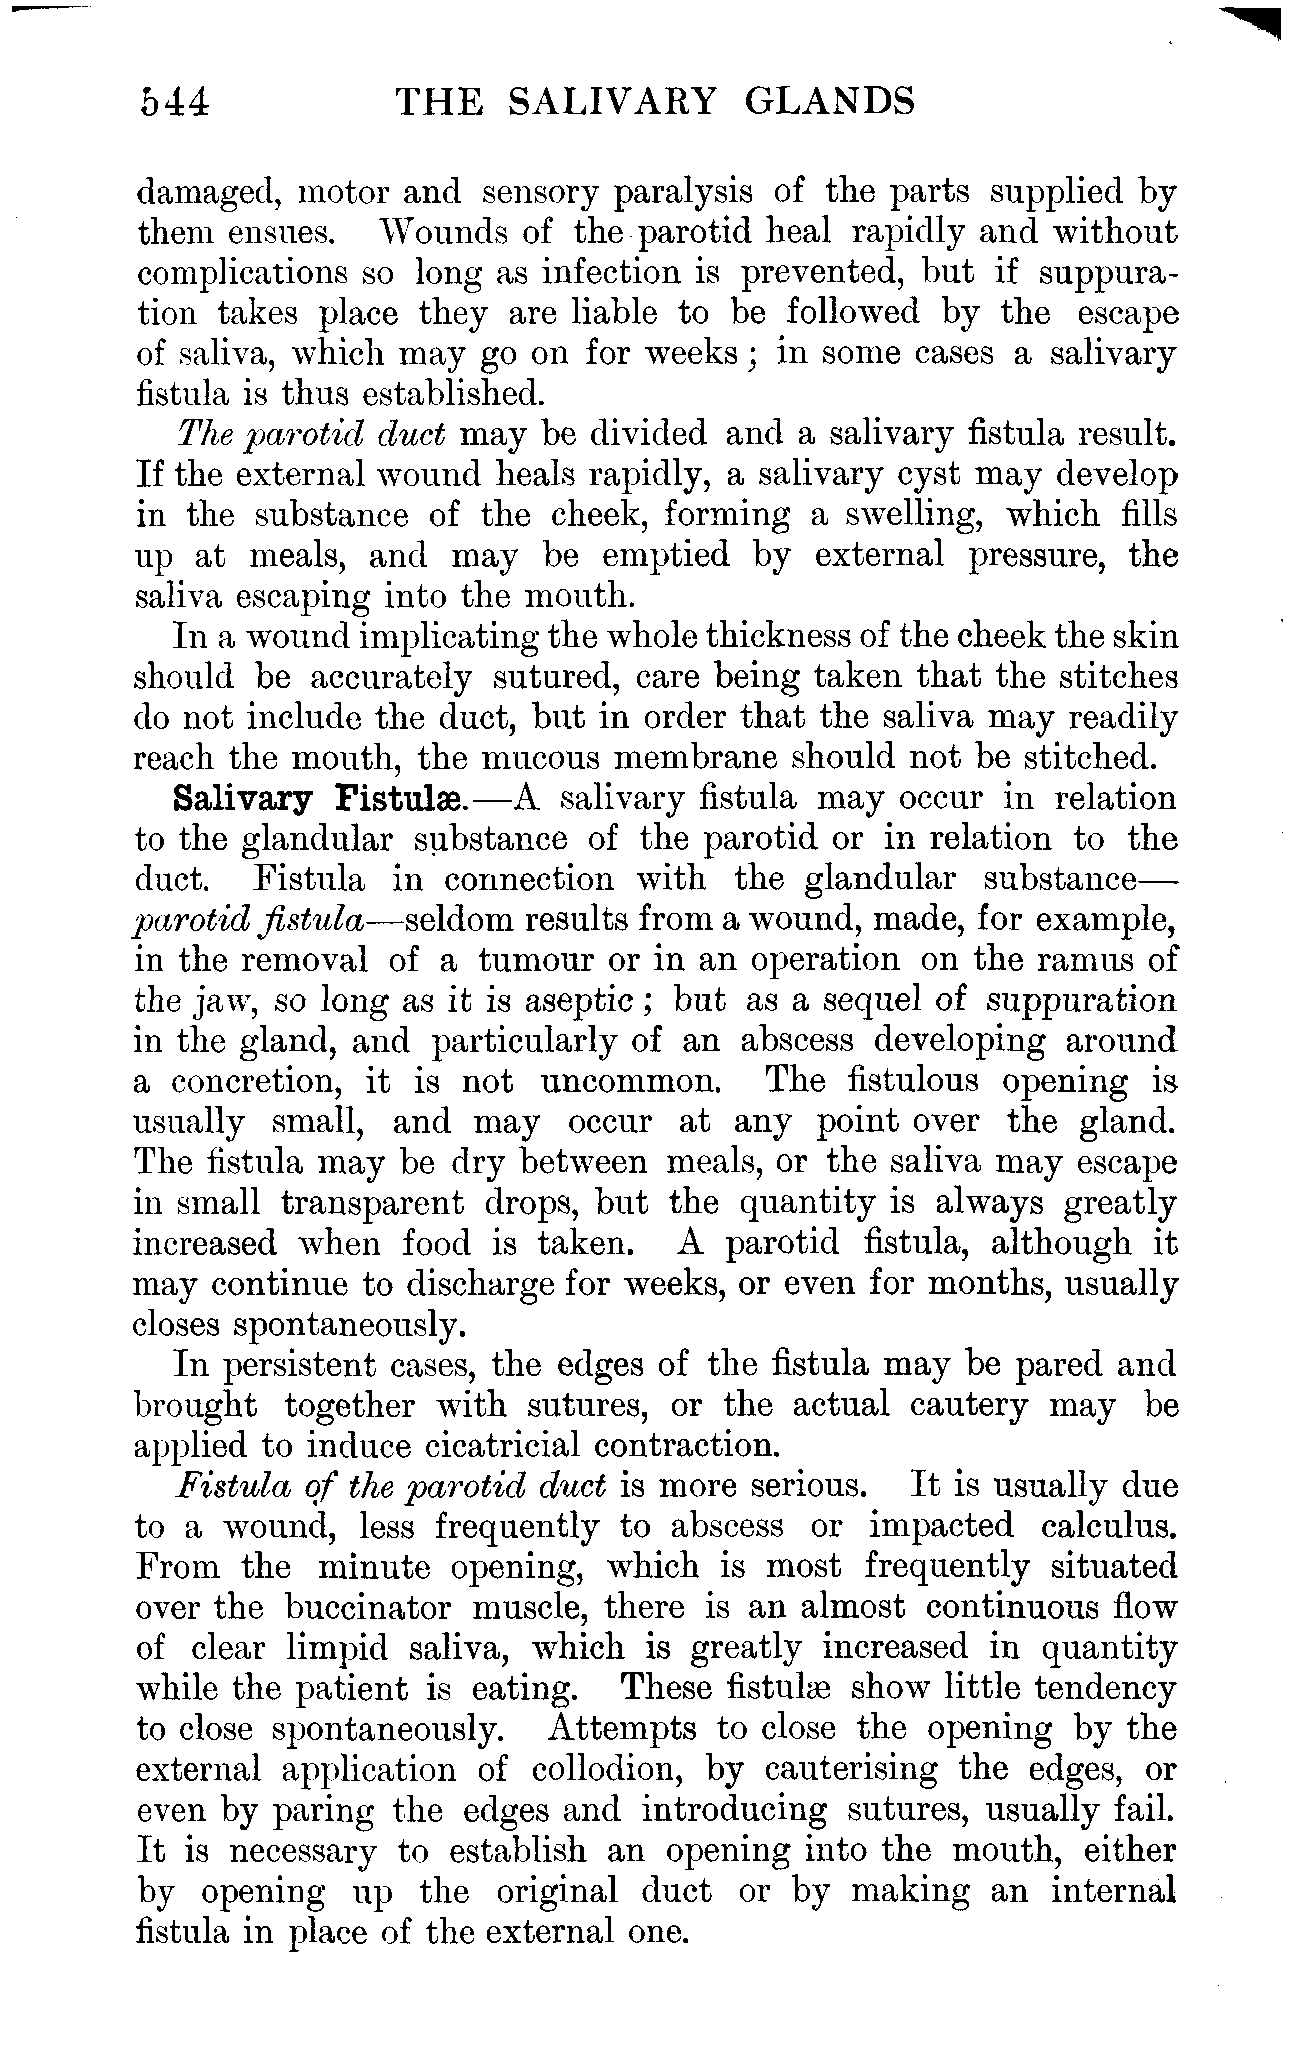 544 THE SALIVARY GLANDS
damaged, motor and sensory paralysis of the parts supplied by
them ensues. Wounds of the parotid heal rapidly and without
complications so long as infection is prevented, but if suppura-
tion takes place they are liable to be followed by the escape
of saliva, which may go on for weeks; in some cases a salivary
fistula is thus established.
The parotid duct may be divided and a salivary fistula result.
If the external wound heals rapidly, a salivary cyst may develop
in the substance of the cheek, forming a swelling, which fills
up at meals, and may be emptied by external pressure, the
saliva escaping into the mouth.
In a wound implicating the whole thickness of the cheek the skin
should be accurately sutured, care being taken that the stitches
do not include the duct, but in order that the saliva may readily
reach the mouth, the mucous membrane should not be stitched.
Salivary Fistulæ.—A salivary fistula may occur in relation
to the glandular substance of the parotid or in relation to the
duct. Fistula in connection with the glandular substance—
parotid fistula—seldom results from a wound, made, for example,
in the removal of a tumour or in an operation on the ramus of
the jaw, so long as it is aseptic; but as a sequel of suppuration
in the gland, and particularly of an abscess developing around
a concretion, it is not uncommon. The fistulous opening is
usually small, and may occur at any point over the gland.
The fistula may be dry between meals, or the saliva may escape
in small transparent drops, but the quantity is always greatly
increased when food is taken. A parotid fistula, although it
may continue to discharge for weeks, or even for months, usually
closes spontaneously.
In persistent cases, the edges of the fistula may be pared and
brought together with sutures, or the actual cautery may be
applied to induce cicatricial contraction.
Fistula of the parotid duct is more serious. It is usually due
to a wound, less frequently to abscess or impacted calculus.
From the minute opening, which is most frequently situated
over the buccinator muscle, there is an almost continuous flow
of clear limpid saliva, which is greatly increased in quantity
while the patient is eating. These fistulæ show little tendency
to close spontaneously. Attempts to close the opening by the
external application of collodion, by cauterising the edges, or
even by paring the edges and introducing sutures, usually fail.
It is necessary to establish an opening into the mouth, either
by opening up the original duct or by making an internal
fistula in place of the external one.